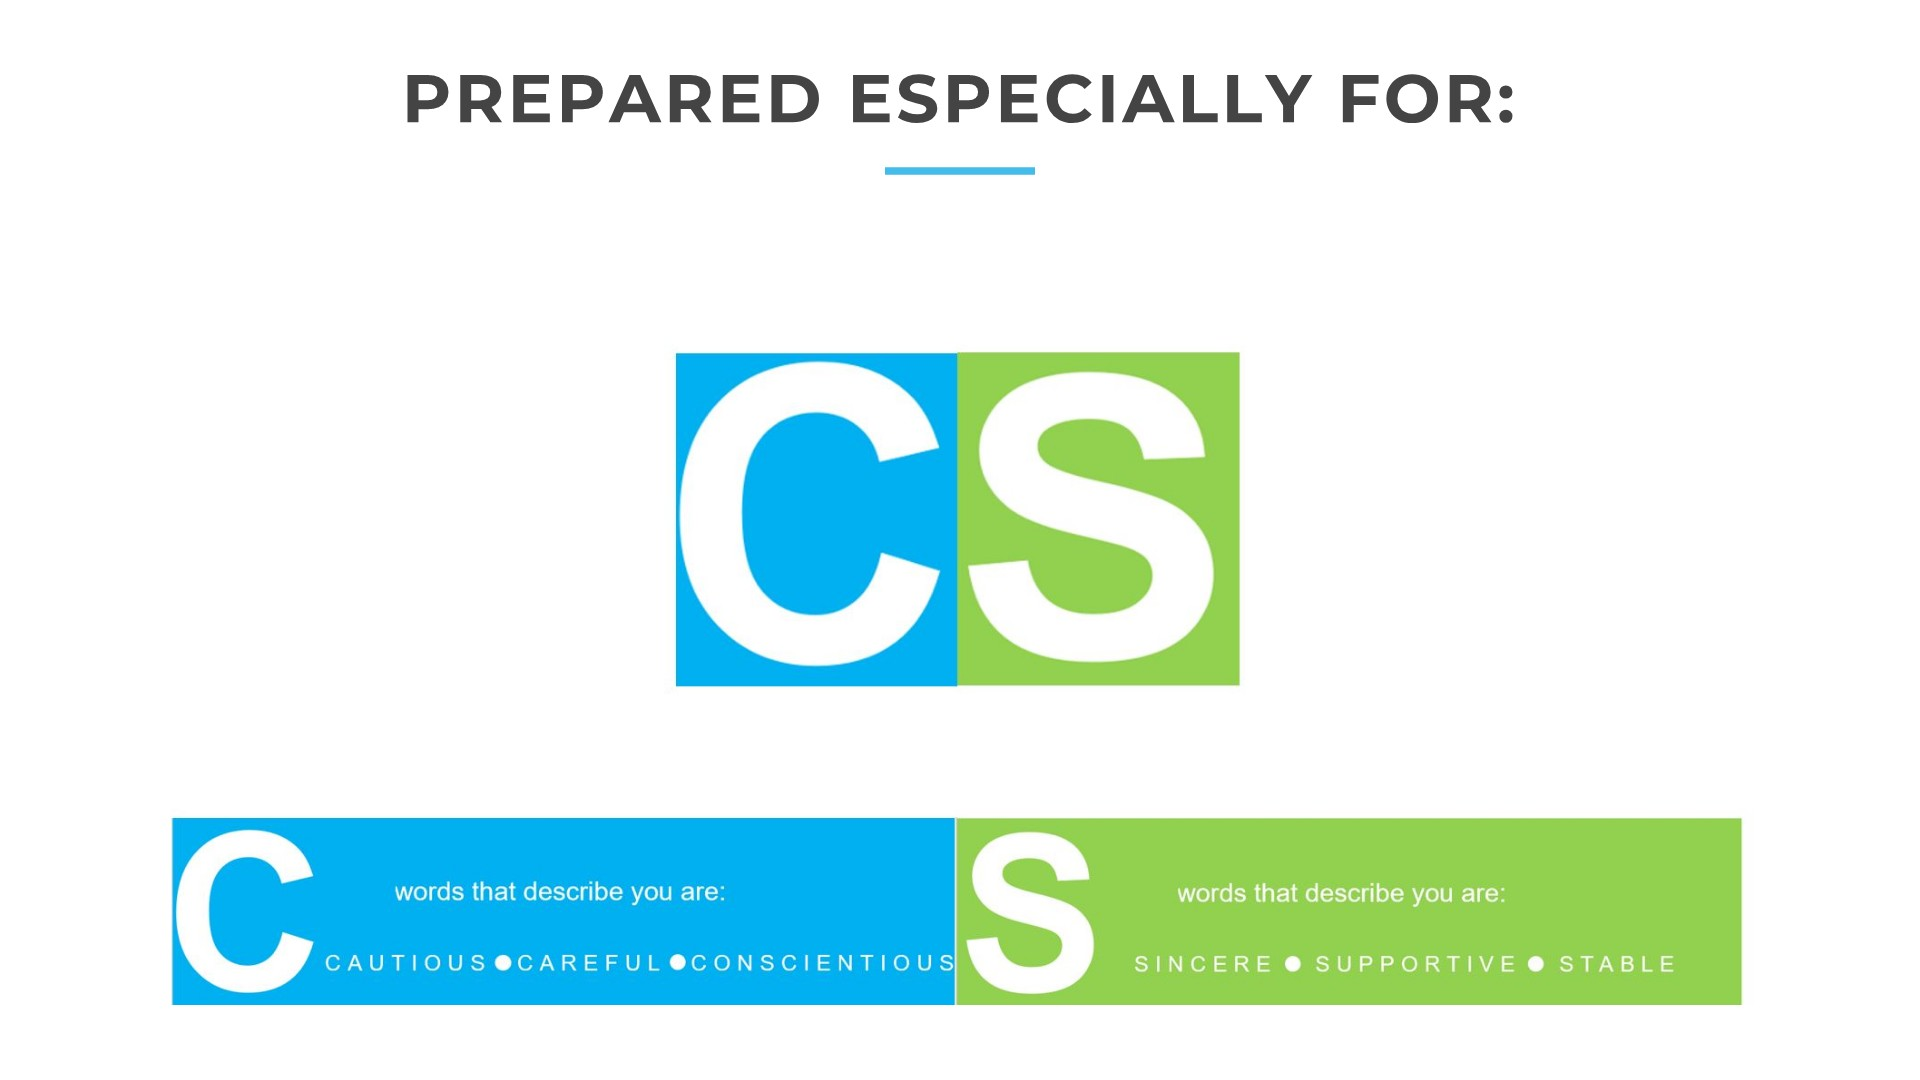 PREPARED ESPECIALLY FOR:
CS
C
words that describe you are:
CAUTIOUS ● CAREFUL ● CONSCIENTIOUS
S
words that describe you are:
SINCERE ● SUPPORTIVE ● STABLE